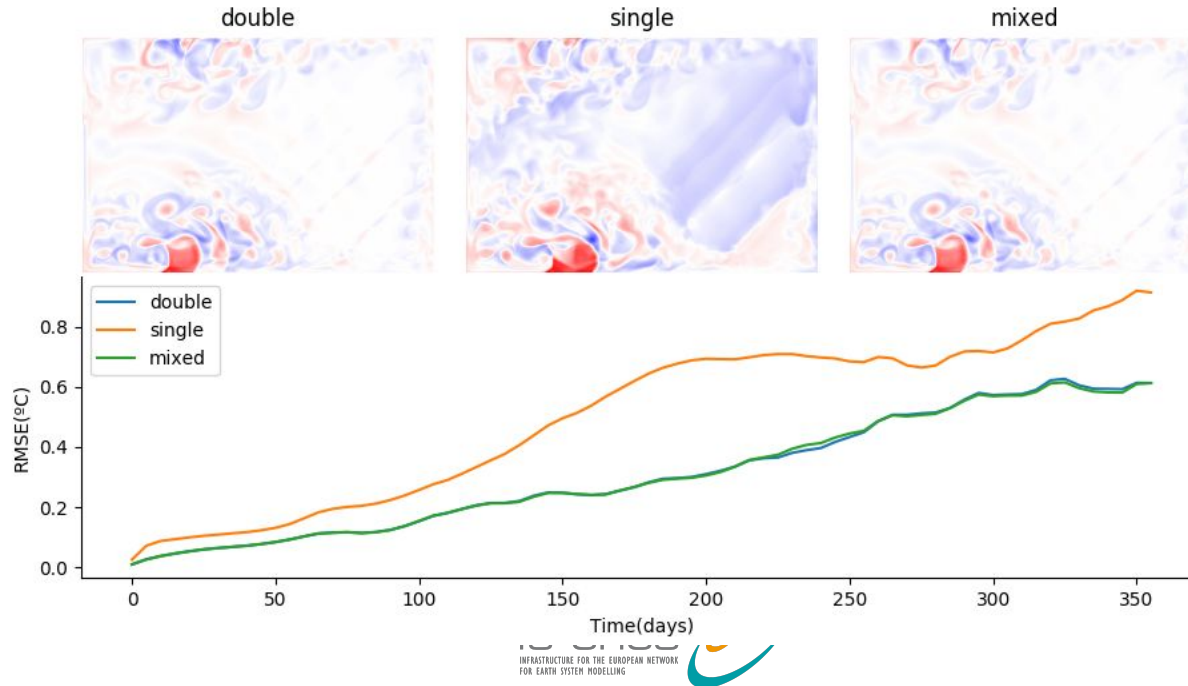 double single mixed
double
single
mixed
RMSE(ºC)
0.8
0.6
0.4
0.2
0.0
0 50 100 150 200 250 300 350
Time(days)
INFRASTRUCTURE FOR THE EUROPEAN NETWORK
FOR EARTH SYSTEM MODELLING